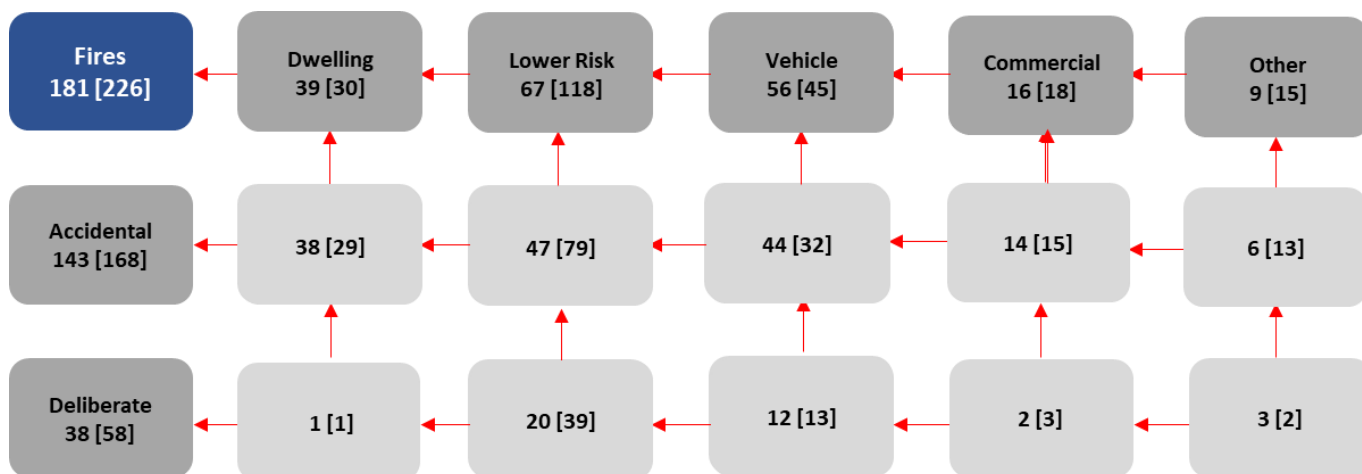 Fires
181 [226]
Dwelling
39 [30]
Lower Risk
67 [118]
Vehicle
56 [45]
Commercial
16 [18]
Other
9 [15]
Accidental
143 [168]
38 [29]
47 [79]
44 [32]
14 [15]
6 [13]
Deliberate
38 [58]
1 [1]
20 [39]
12 [13]
2 [3]
3 [2]